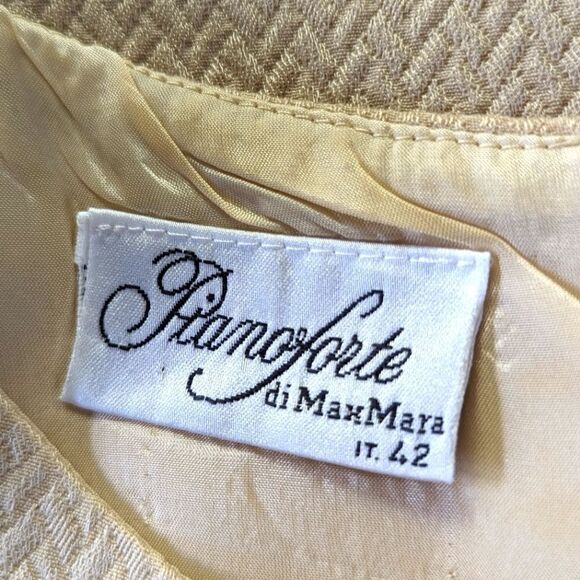 Pianoforte
di MaxMara
IT. 42